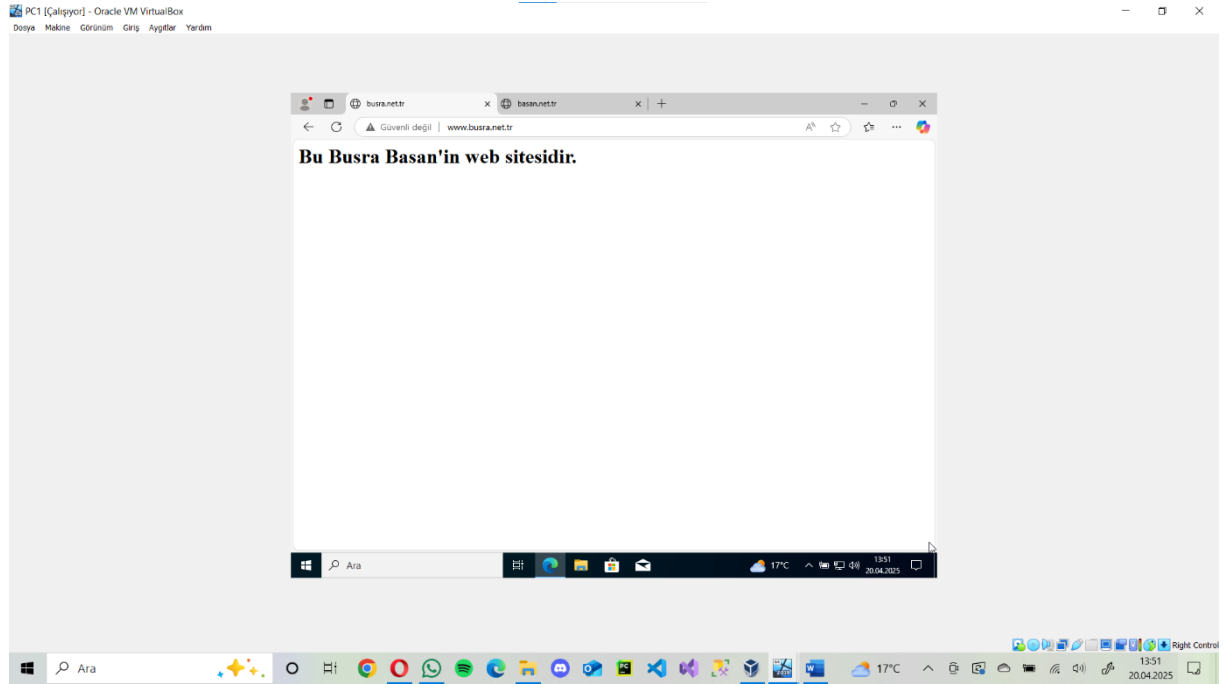 PC1 [Çalışıyor] - Oracle VM VirtualBox
Dosya Makine Görünüm Giriş Aygıtlar Yardım
busra.net.tr basan.net.tr
Güvenli değil www.busra.net.tr
Bu Busra Basan'in web sitesidir.
Ara 17°C 13:51
20.04.2025
Right Control
Ara 17°C 13:51
20.04.2025